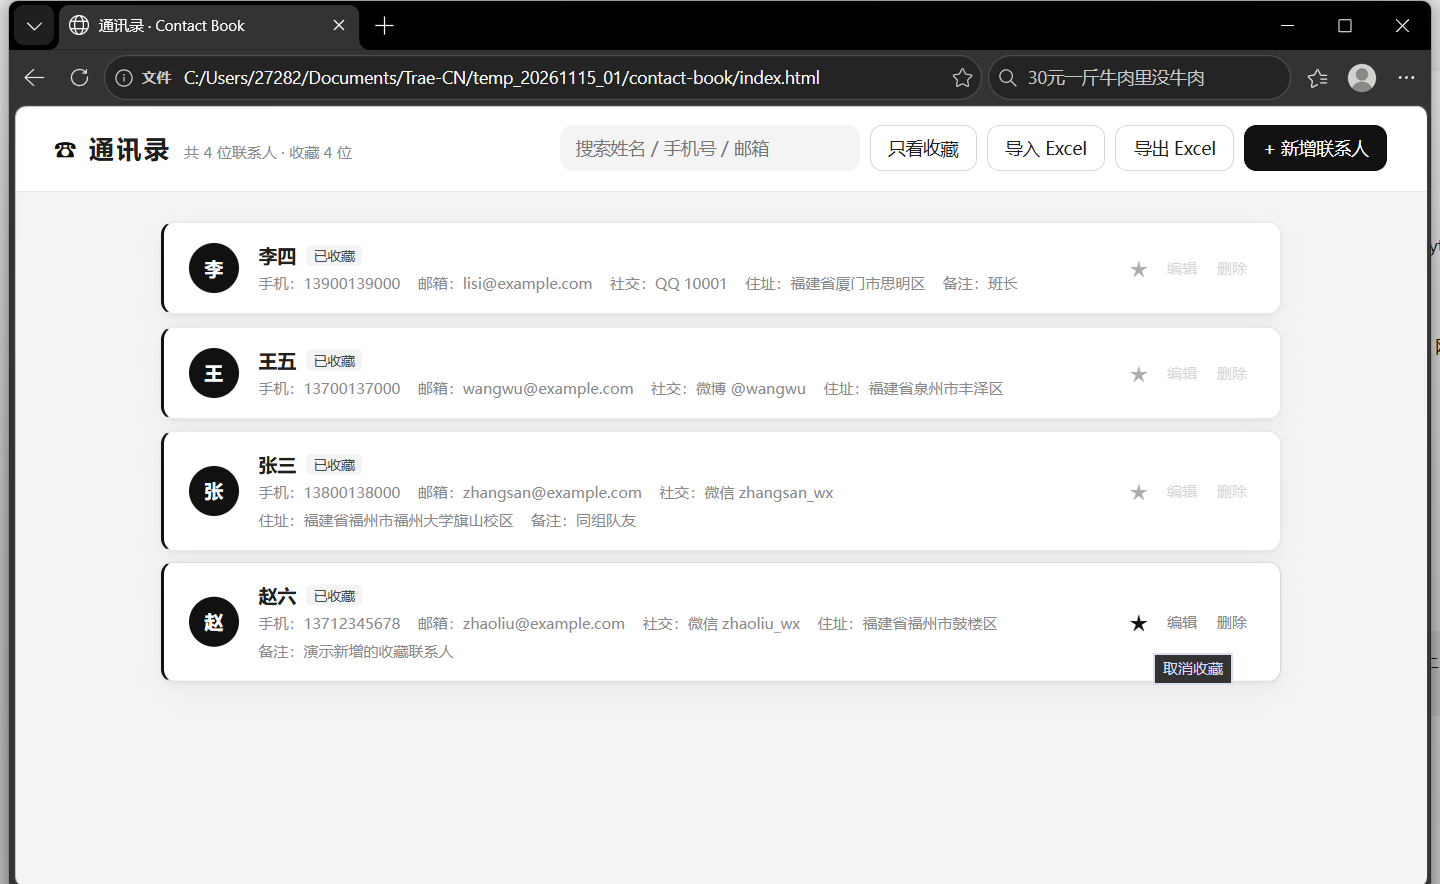 通讯录 · Contact Book
文件 C:/Users/27282/Documents/Trae-CN/temp_20261115_01/contact-book/index.html 30元一斤牛肉里没牛肉
☎ 通讯录 共 4 位联系人 · 收藏 4 位 搜索姓名 / 手机号 / 邮箱 只看收藏 导入 Excel 导出 Excel + 新增联系人
李 李四 已收藏
手机：13900139000 邮箱：lisi@example.com 社交：QQ 10001 住址：福建省厦门市思明区 备注：班长
★ 编辑 删除
王 王五 已收藏
手机：13700137000 邮箱：wangwu@example.com 社交：微博 @wangwu 住址：福建省泉州市丰泽区
★ 编辑 删除
张 张三 已收藏
手机：13800138000 邮箱：zhangsan@example.com 社交：微信 zhangsan_wx
住址：福建省福州市福州大学旗山校区 备注：同组队友
★ 编辑 删除
赵 赵六 已收藏
手机：13712345678 邮箱：zhaoliu@example.com 社交：微信 zhaoliu_wx 住址：福建省福州市鼓楼区
备注：演示新增的收藏联系人
★ 编辑 删除
取消收藏